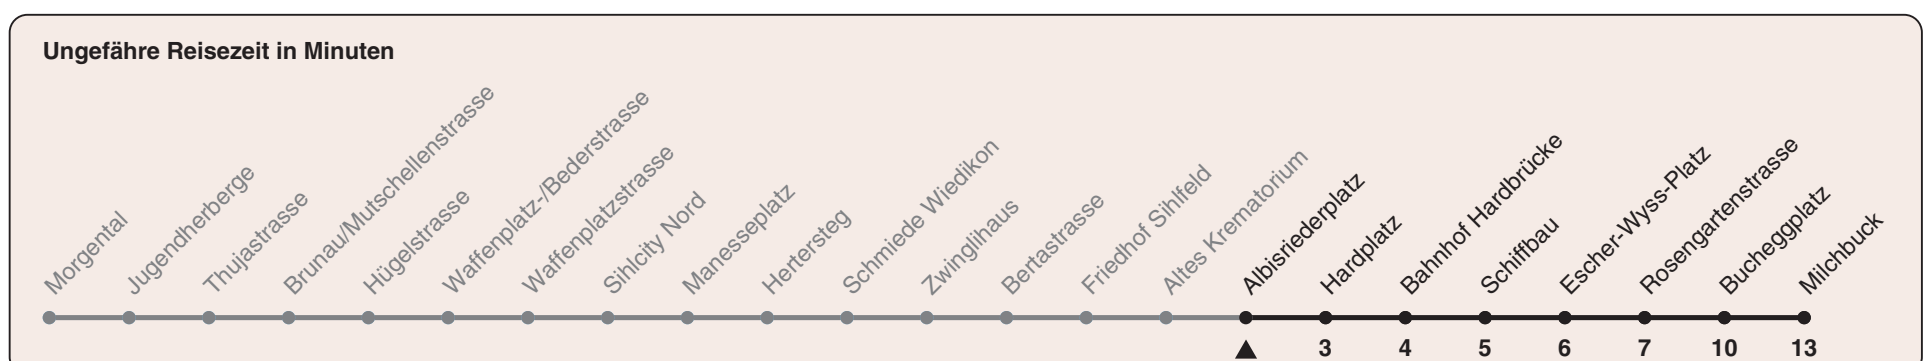 Ungefähre Reisezeit in Minuten
Morgental
Jugendherberge
Thujastrasse
Brunau/Mutschellenstrasse
Hügelstrasse
Waffenplatz-/Bederstrasse
Waffenplatzstrasse
Sihlcity Nord
Manesseplatz
Hertersteg
Schmiede Wiedikon
Zwinglihaus
Bertastrasse
Friedhof Sihlfeld
Altes Krematorium
Albisriederplatz
Hardplatz
Bahnhof Hardbrücke
Schiffbau
Escher-Wyss-Platz
Rosengartenstrasse
Bucheggplatz
Milchbuck
3 4 5 6 7 10 13